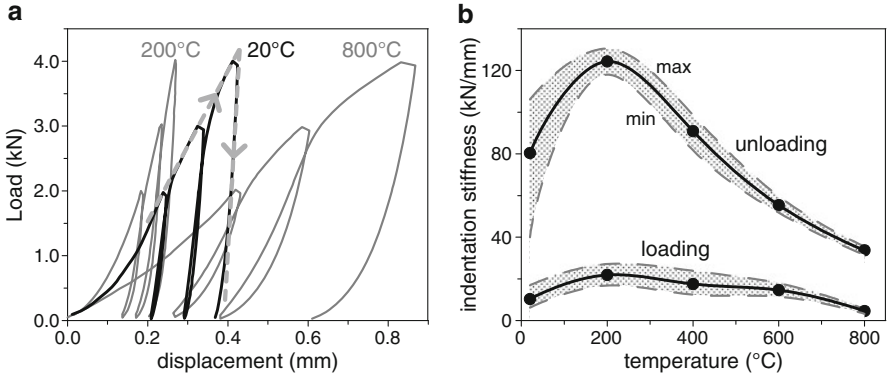 a
200°C
20°C
800°C
4.0
3.0
2.0
1.0
0.0
Load (kN)
0.0
0.2
0.4
0.6
0.8
displacement (mm)
b
120
80
40
0
indentation stiffness (kN/mm)
max
min
unloading
loading
0
200
400
600
800
temperature (°C)